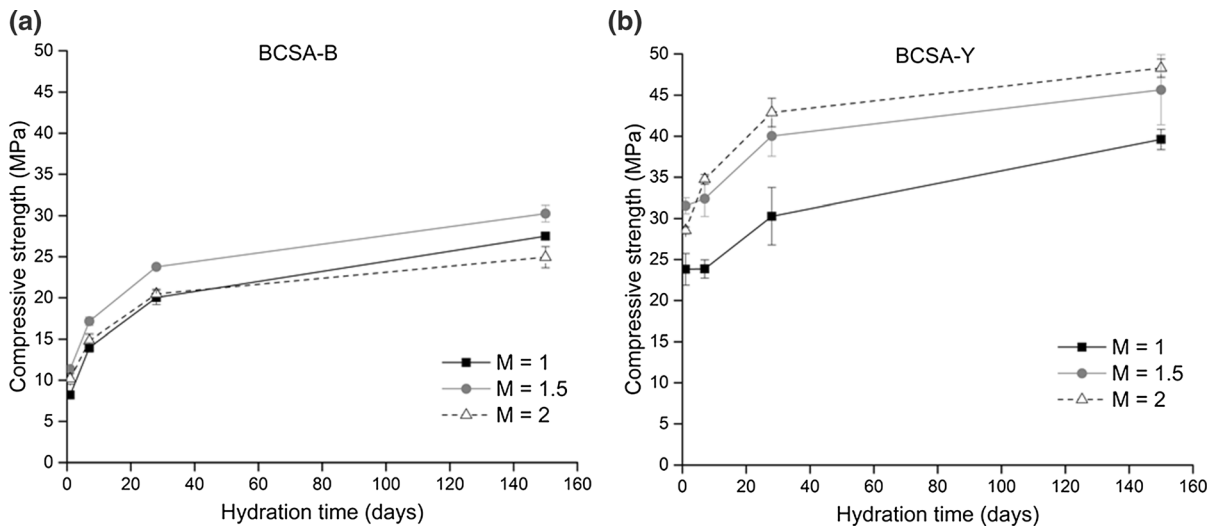 (a)
BCSA-B
Compressive strength (MPa)
50
45
40
35
30
25
20
15
10
5
0
M = 1
M = 1.5
M = 2
0 20 40 60 80 100 120 140 160
Hydration time (days)
(b)
BCSA-Y
Compressive strength (MPa)
50
45
40
35
30
25
20
15
10
5
0
M = 1
M = 1.5
M = 2
0 20 40 60 80 100 120 140 160
Hydration time (days)